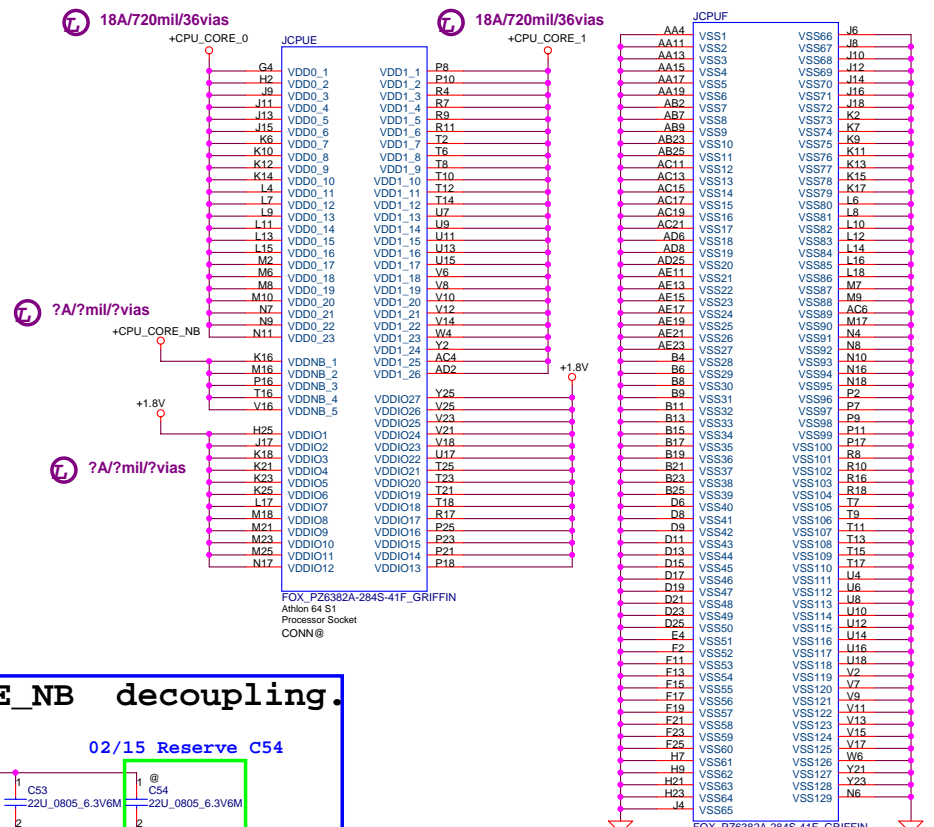 18A/720mil/36vias
+CPU_CORE_0
18A/720mil/36vias
+CPU_CORE_1
JCPUE
G4 VDD0_1 VDD1_1 P8
H2 VDD0_2 VDD1_2 P10
J9 VDD0_3 VDD1_3 R4
J11 VDD0_4 VDD1_4 R7
J13 VDD0_5 VDD1_5 R9
J15 VDD0_6 VDD1_6 R11
K6 VDD0_7 VDD1_7 T2
K10 VDD0_8 VDD1_8 T6
K12 VDD0_9 VDD1_9 T8
K14 VDD0_10 VDD1_10 T10
L4 VDD0_11 VDD1_11 T12
L7 VDD0_12 VDD1_12 T14
L9 VDD0_13 VDD1_13 U7
L11 VDD0_14 VDD1_14 U9
L13 VDD0_15 VDD1_15 U11
L15 VDD0_16 VDD1_16 U13
M2 VDD0_17 VDD1_17 U15
M6 VDD0_18 VDD1_18 V6
M8 VDD0_19 VDD1_19 V8
M10 VDD0_20 VDD1_20 V10
N7 VDD0_21 VDD1_21 V12
N9 VDD0_22 VDD1_22 V14
N11 VDD0_23 VDD1_23 W4
VDD1_24 Y2
VDD1_25 AC4
VDD1_26 AD2
?A/?mil/?vias
+CPU_CORE_NB
K16 VDDNB_1
M16 VDDNB_2
P16 VDDNB_3
T16 VDDNB_4
V16 VDDNB_5
+1.8V
+1.8V
?A/?mil/?vias
VDDIO27 Y25
VDDIO26 V25
VDDIO25 V23
H25 VDDIO1 VDDIO24 V21
J17 VDDIO2 VDDIO23 V18
K18 VDDIO3 VDDIO22 U17
K21 VDDIO4 VDDIO21 T25
K23 VDDIO5 VDDIO20 T23
K25 VDDIO6 VDDIO19 T21
L17 VDDIO7 VDDIO18 T18
M18 VDDIO8 VDDIO17 R17
M21 VDDIO9 VDDIO16 P25
M23 VDDIO10 VDDIO15 P23
M25 VDDIO11 VDDIO14 P21
N17 VDDIO12 VDDIO13 P18
FOX_PZ6382A-284S-41F_GRIFFIN
Athlon 64 S1
Processor Socket
CONN@
JCPUF
AA4 VSS1 VSS66 J6
AA11 VSS2 VSS67 J8
AA13 VSS3 VSS68 J10
AA15 VSS4 VSS69 J12
AA17 VSS5 VSS70 J14
AA19 VSS6 VSS71 J16
AB2 VSS7 VSS72 J18
AB7 VSS8 VSS73 K2
AB9 VSS9 VSS74 K7
AB23 VSS10 VSS75 K9
AB25 VSS11 VSS76 K11
AC11 VSS12 VSS77 K13
AC13 VSS13 VSS78 K15
AC15 VSS14 VSS79 K17
AC17 VSS15 VSS80 L6
AC19 VSS16 VSS81 L8
AC21 VSS17 VSS82 L10
AD6 VSS18 VSS83 L12
AD8 VSS19 VSS84 L14
AD25 VSS20 VSS85 L16
AE11 VSS21 VSS86 L18
AE13 VSS22 VSS87 M7
AE15 VSS23 VSS88 M9
AE17 VSS24 VSS89 AC6
AE19 VSS25 VSS90 M17
AE21 VSS26 VSS91 N4
AE23 VSS27 VSS92 N8
B4 VSS28 VSS93 N10
B6 VSS29 VSS94 N16
B8 VSS30 VSS95 N18
B9 VSS31 VSS96 P2
B11 VSS32 VSS97 P7
B13 VSS33 VSS98 P9
B15 VSS34 VSS99 P11
B17 VSS35 VSS100 P17
B19 VSS36 VSS101 R8
B21 VSS37 VSS102 R10
B23 VSS38 VSS103 R16
B25 VSS39 VSS104 R18
D6 VSS40 VSS105 T7
D8 VSS41 VSS106 T9
D9 VSS42 VSS107 T11
D11 VSS43 VSS108 T13
D13 VSS44 VSS109 T15
D15 VSS45 VSS110 T17
D17 VSS46 VSS111 U4
D19 VSS47 VSS112 U6
D21 VSS48 VSS113 U8
D23 VSS49 VSS114 U10
D25 VSS50 VSS115 U12
E4 VSS51 VSS116 U14
F2 VSS52 VSS117 U16
F11 VSS53 VSS118 U18
F13 VSS54 VSS119 V2
F15 VSS55 VSS120 V7
F17 VSS56 VSS121 V9
F19 VSS57 VSS122 V11
F21 VSS58 VSS123 V13
F23 VSS59 VSS124 V15
F25 VSS60 VSS125 V17
H7 VSS61 VSS126 W6
H9 VSS62 VSS127 Y21
H21 VSS63 VSS128 Y23
H23 VSS64 VSS129 N6
J4 VSS65
FOX_PZ6382A-284S-41F_GRIFFIN
E_NB decoupling.
02/15 Reserve C54
1 1 @
C53 C54
22U_0805_6.3V6M 22U_0805_6.3V6M
2 2